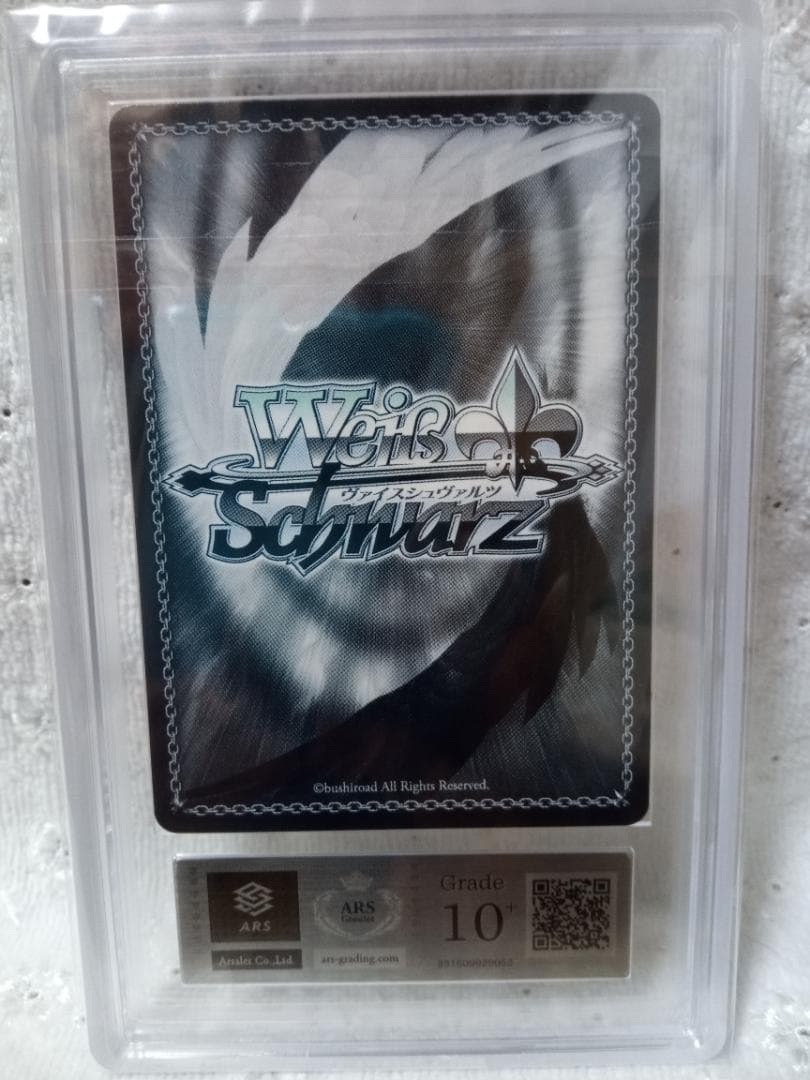 Weiß
ヴァイスシュヴァルツ
Schwarz
©bushiroad All Rights Reserved.
ARS
Arsales Co.,Ltd.
ARS
ars-grading.com
Grade
10+